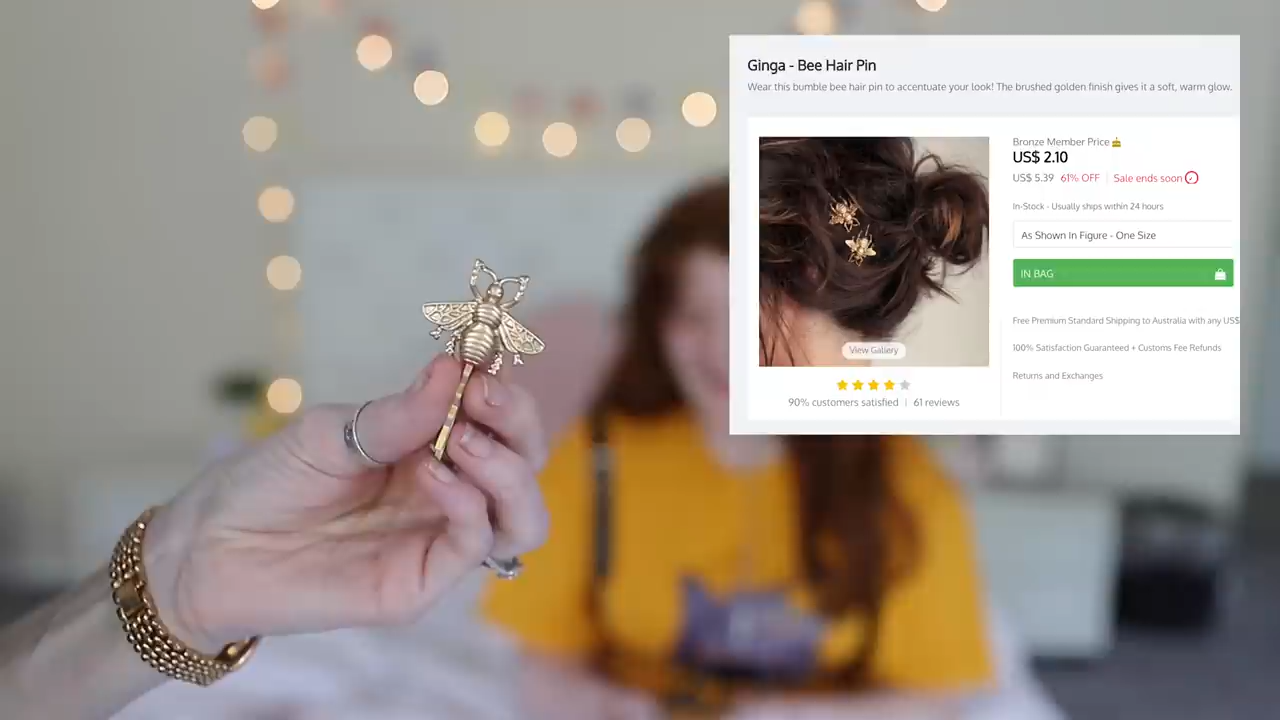 Ginga - Bee Hair Pin
Wear this bumble bee hair pin to accentuate your look! The brushed golden finish gives it a soft, warm glow.
Bronze Member Price
US$ 2.10
US$ 5.39 61% OFF | Sale ends soon
In-Stock - Usually ships within 24 hours
As Shown In Figure - One Size
IN BAG
Free Premium Standard Shipping to Australia with any US$
100% Satisfaction Guaranteed + Customs Fee Refunds
Returns and Exchanges
View Gallery
90% customers satisfied | 61 reviews